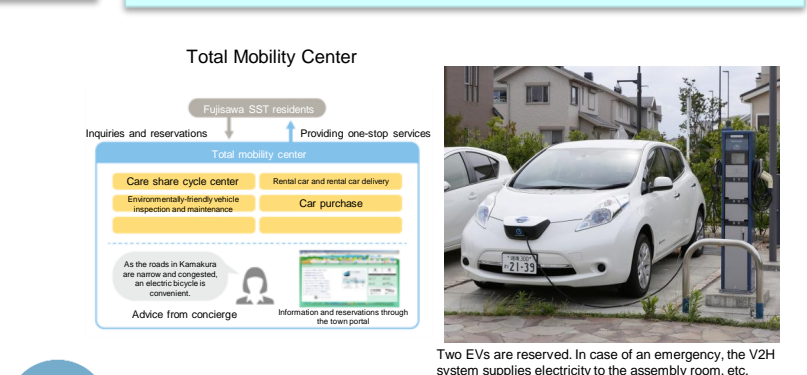 Total Mobility Center
Fujisawa SST residents
Inquiries and reservations
Providing one-stop services
Total mobility center
Care share cycle center
Rental car and rental car delivery
Environmentally-friendly vehicle
inspection and maintenance
Car purchase
As the roads in Kamakura
are narrow and congested,
an electric bicycle is
convenient.
Advice from concierge
Information and reservations through
the town portal
21-39
Two EVs are reserved. In case of an emergency, the V2H
system supplies electricity to the assembly room, etc.